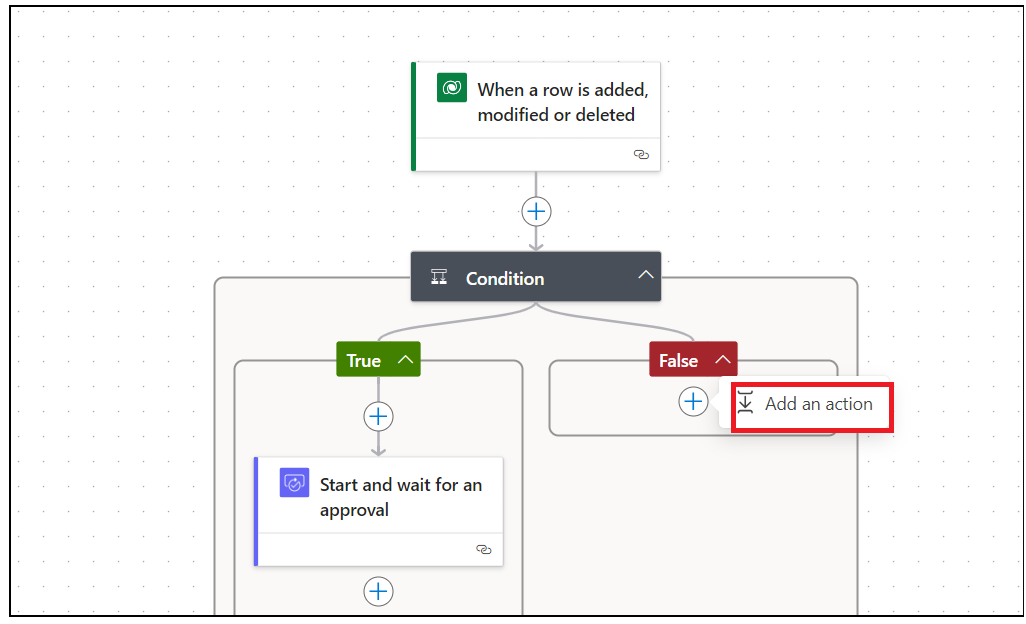 When a row is added,
modified or deleted
Condition
True
False
Add an action
Start and wait for an
approval